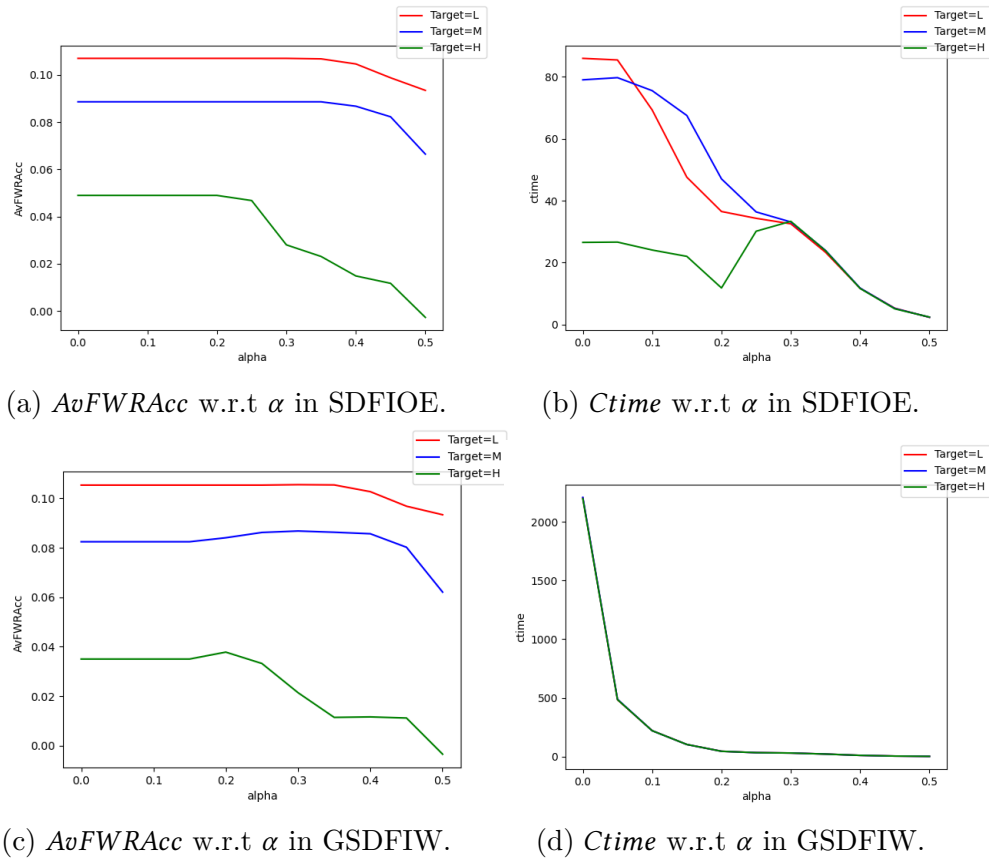 Target=L
Target=M
Target=H
0.10
0.08
0.06
0.04
0.02
0.00
AvFWRAcc
0.0 0.1 0.2 0.3 0.4 0.5
alpha
(a) AvFWRAcc w.r.t α in SDFIOE.
Target=L
Target=M
Target=H
80
60
40
20
0
ctime
0.0 0.1 0.2 0.3 0.4 0.5
alpha
(b) Ctime w.r.t α in SDFIOE.
Target=L
Target=M
Target=H
0.10
0.08
0.06
0.04
0.02
0.00
AvFWRAcc
0.0 0.1 0.2 0.3 0.4 0.5
alpha
(c) AvFWRAcc w.r.t α in GSDFIW.
Target=L
Target=M
Target=H
2000
1500
1000
500
0
ctime
0.0 0.1 0.2 0.3 0.4 0.5
alpha
(d) Ctime w.r.t α in GSDFIW.